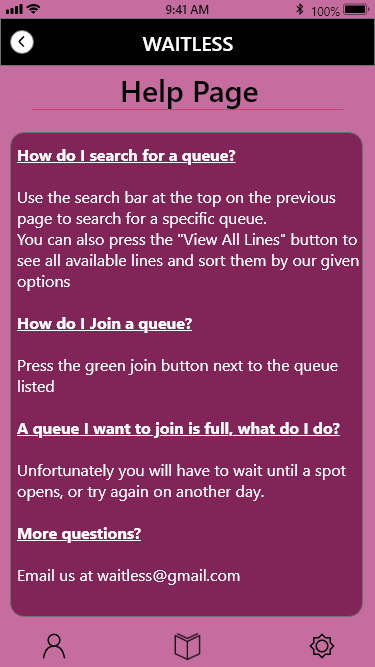 9:41 AM
100%
WAITLESS
Help Page
How do I search for a queue?
Use the search bar at the top on the previous
page to search for a specific queue.
You can also press the "View All Lines" button to
see all available lines and sort them by our given
options
How do I Join a queue?
Press the green join button next to the queue
listed
A queue I want to join is full, what do I do?
Unfortunately you will have to wait until a spot
opens, or try again on another day.
More questions?
Email us at waitless@gmail.com